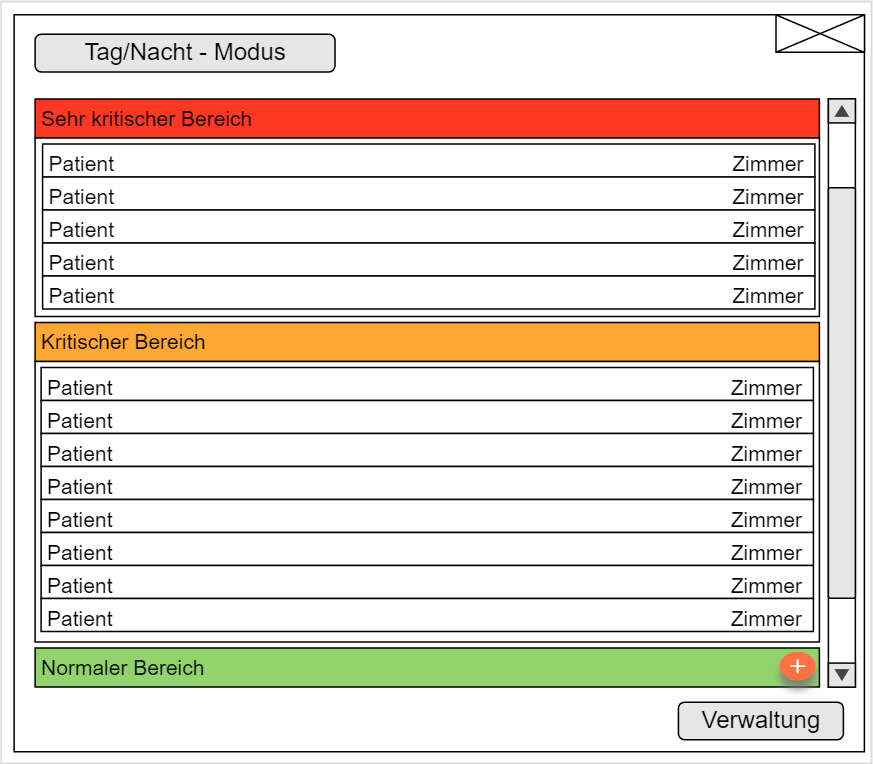 Tag/Nacht - Modus
Sehr kritischer Bereich
Patient Zimmer
Patient Zimmer
Patient Zimmer
Patient Zimmer
Patient Zimmer
Kritischer Bereich
Patient Zimmer
Patient Zimmer
Patient Zimmer
Patient Zimmer
Patient Zimmer
Patient Zimmer
Patient Zimmer
Patient Zimmer
Normaler Bereich +
Verwaltung